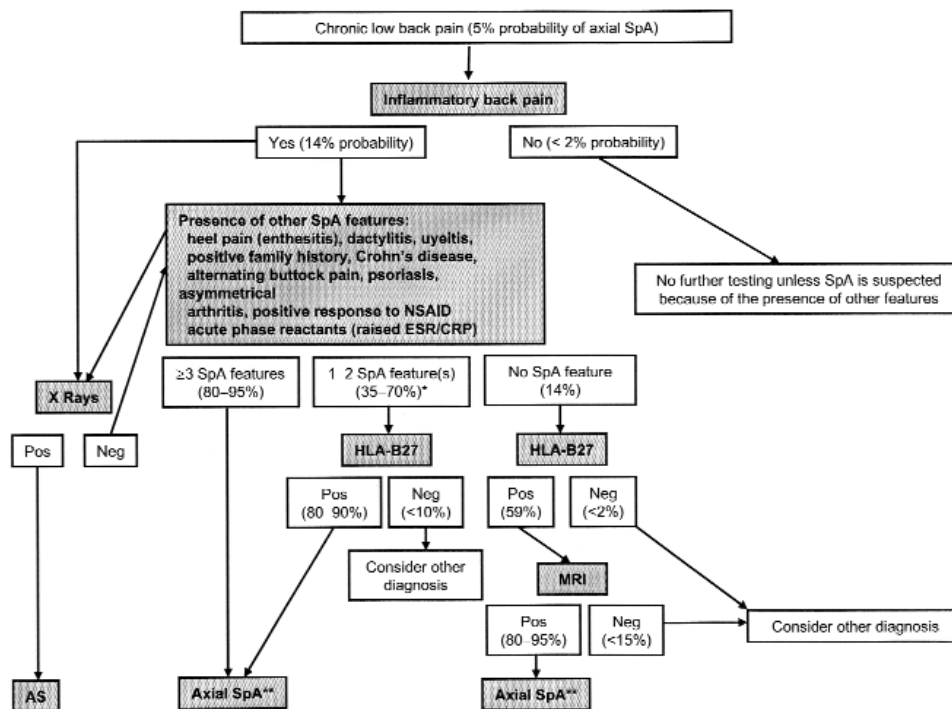 Chronic low back pain (5% probability of axial SpA)
Inflammatory back pain
Yes (14% probability)
No (< 2% probability)
Presence of other SpA features:
heel pain (enthesitis), dactylitis, uyeitis,
positive family history, Crohn's disease,
alternating buttock pain, psoriasis,
asymmetrical
arthritis, positive response to NSAID
acute phase reactants (raised ESR/CRP)
No further testing unless SpA is suspected
because of the presence of other features
X Rays
≥3 SpA features
(80–95%)
1 2 SpA feature(s)
(35–70%)*
No SpA feature
(14%)
Pos
Neg
HLA-B27
HLA-B27
Pos
(80 90%)
Neg
(<10%)
Pos
(59%)
Neg
(<2%)
Consider other
diagnosis
MRI
Pos
(80–95%)
Neg
(<15%)
Consider other diagnosis
AS
Axial SpA**
Axial SpA**